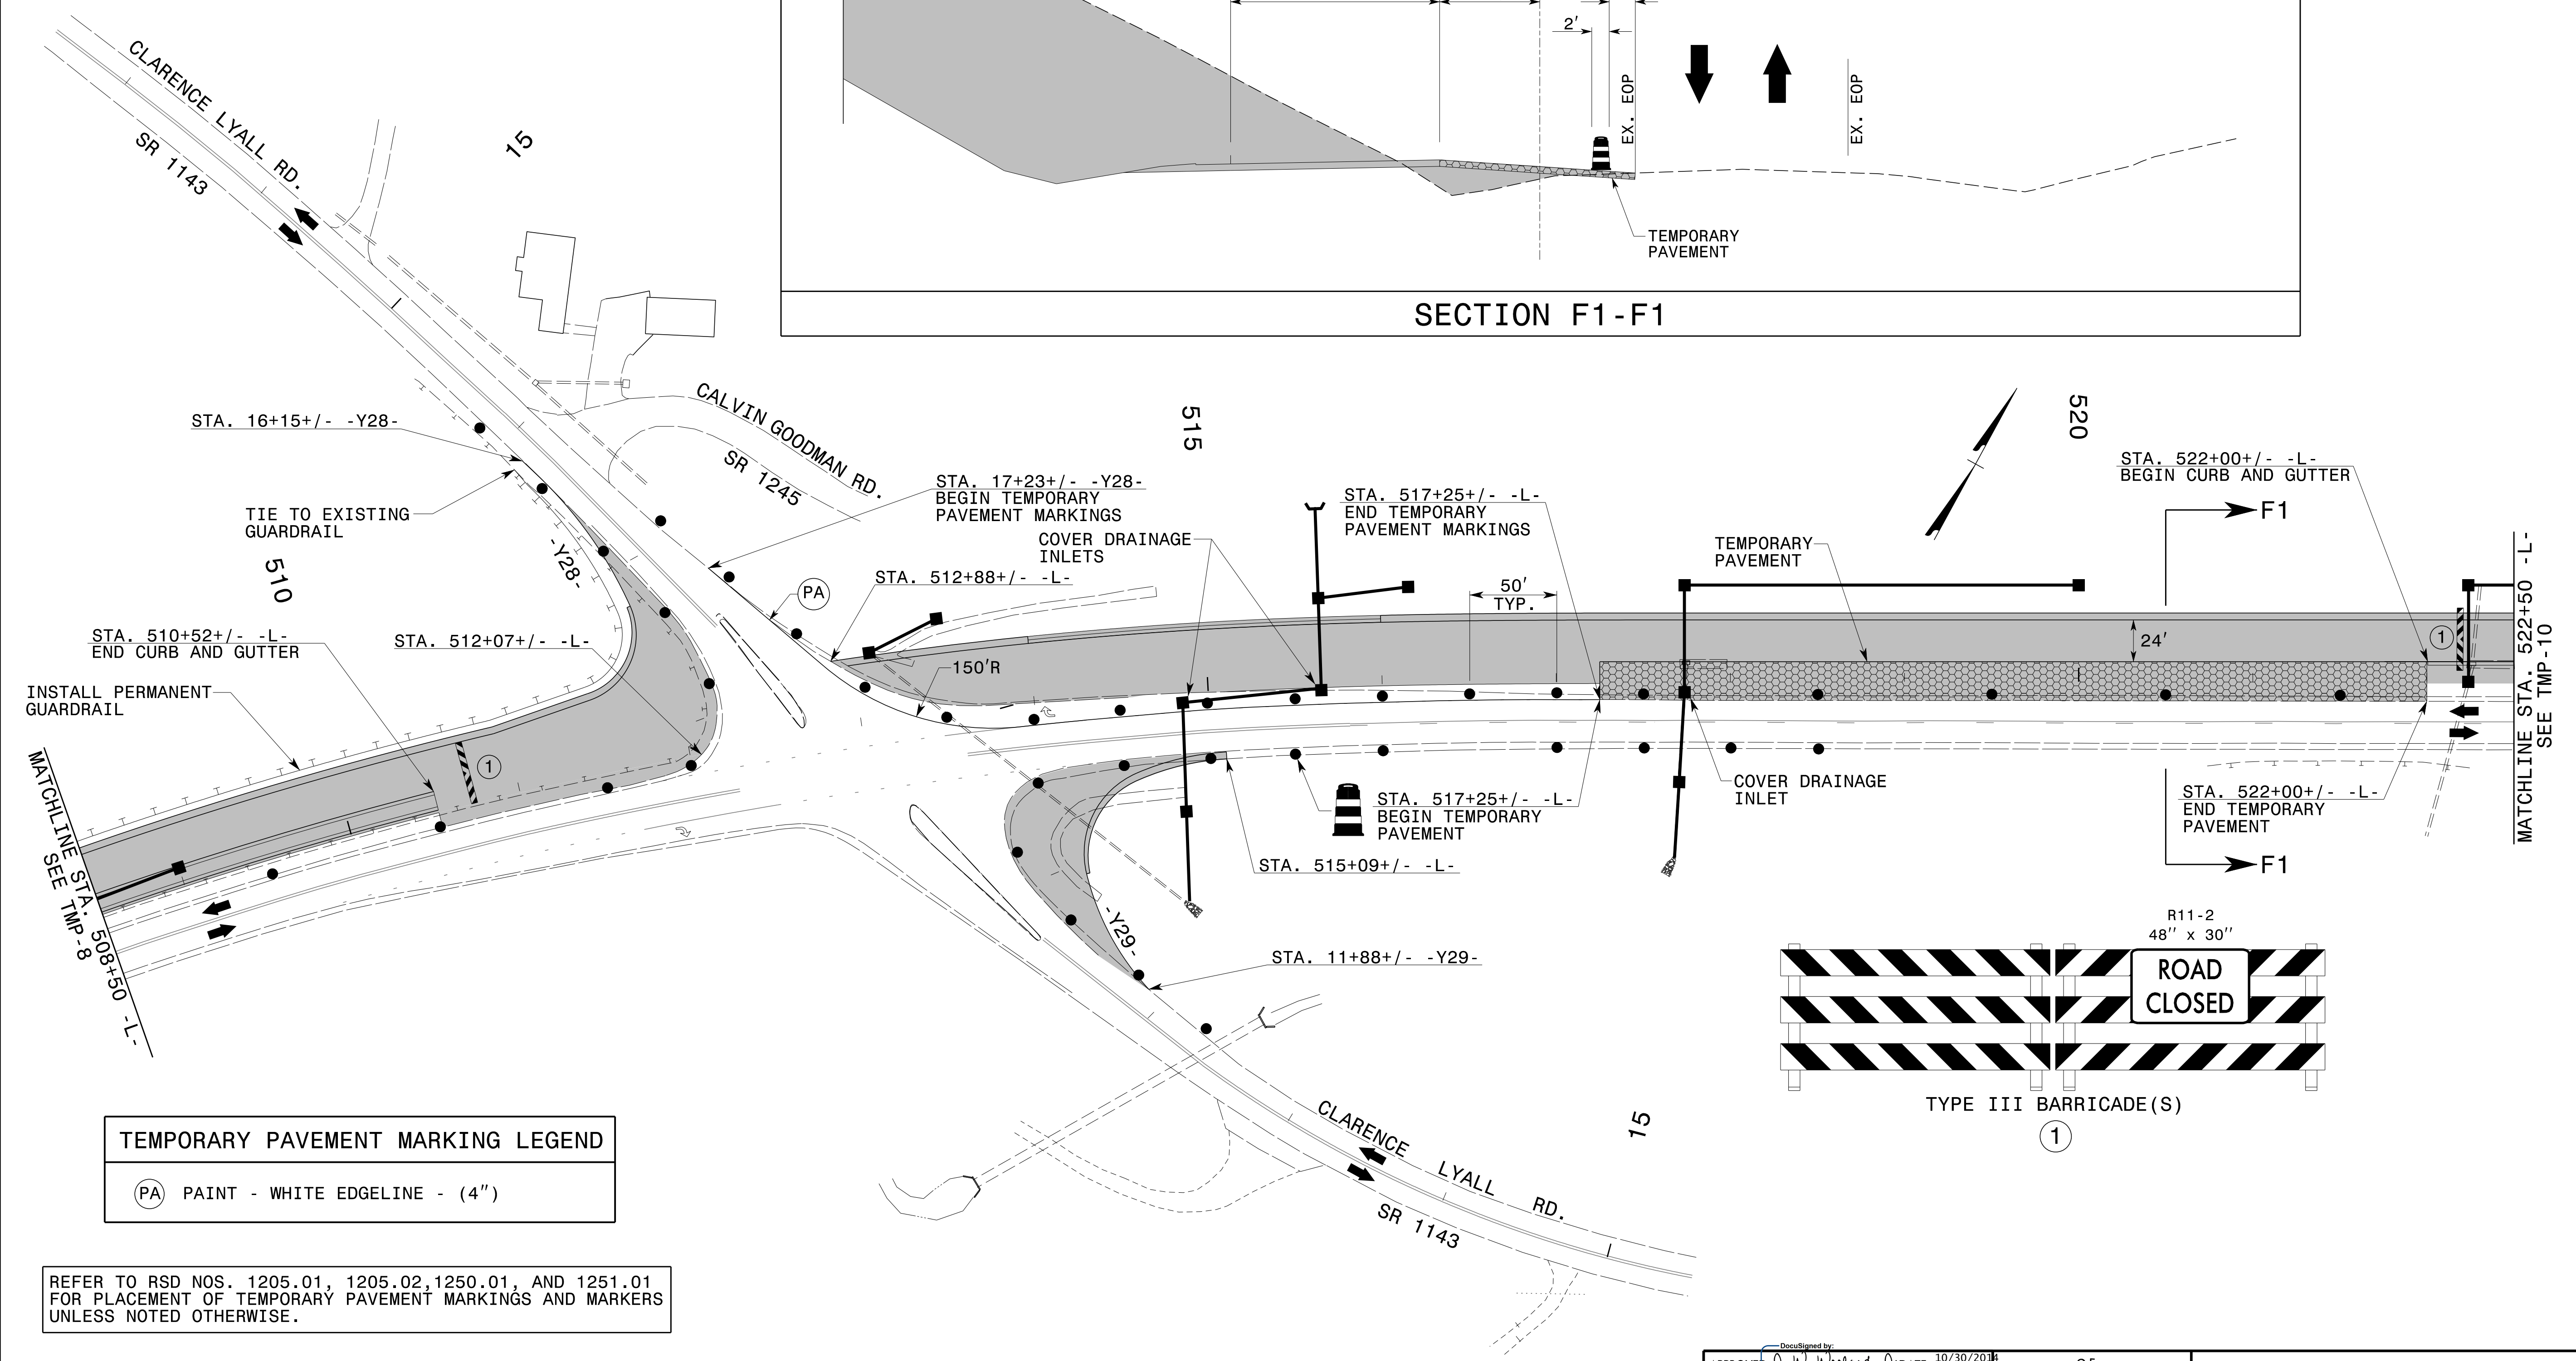 2'
EX. EOP
EX. EOP
TEMPORARY
PAVEMENT
SECTION F1-F1
CLARENCE LYALL RD.
SR 1143
15
CALVIN GOODMAN RD.
SR 1245
STA. 16+15+/- -Y28-
TIE TO EXISTING
GUARDRAIL
-Y28-
510
STA. 510+52+/- -L-
END CURB AND GUTTER
STA. 512+07+/- -L-
INSTALL PERMANENT
GUARDRAIL
1
MATCHLINE STA. 508+50 -L-
SEE TMP-8
STA. 17+23+/- -Y28-
BEGIN TEMPORARY
PAVEMENT MARKINGS
PA
COVER DRAINAGE
INLETS
STA. 512+88+/- -L-
150'R
515
STA. 517+25+/- -L-
END TEMPORARY
PAVEMENT MARKINGS
50'
TYP.
TEMPORARY
PAVEMENT
520
STA. 522+00+/- -L-
BEGIN CURB AND GUTTER
F1
24'
1
MATCHLINE STA. 522+50 -L-
SEE TMP-10
STA. 517+25+/- -L-
BEGIN TEMPORARY
PAVEMENT
COVER DRAINAGE
INLET
STA. 522+00+/- -L-
END TEMPORARY
PAVEMENT
F1
STA. 515+09+/- -L-
-Y29-
STA. 11+88+/- -Y29-
R11-2
48" x 30"
ROAD
CLOSED
TYPE III BARRICADE(S)
1
CLARENCE LYALL RD.
SR 1143
15
TEMPORARY PAVEMENT MARKING LEGEND
PA PAINT - WHITE EDGELINE - (4")
REFER TO RSD NOS. 1205.01, 1205.02,1250.01, AND 1251.01
FOR PLACEMENT OF TEMPORARY PAVEMENT MARKINGS AND MARKERS
UNLESS NOTED OTHERWISE.
DocuSigned by:
10/30/2014